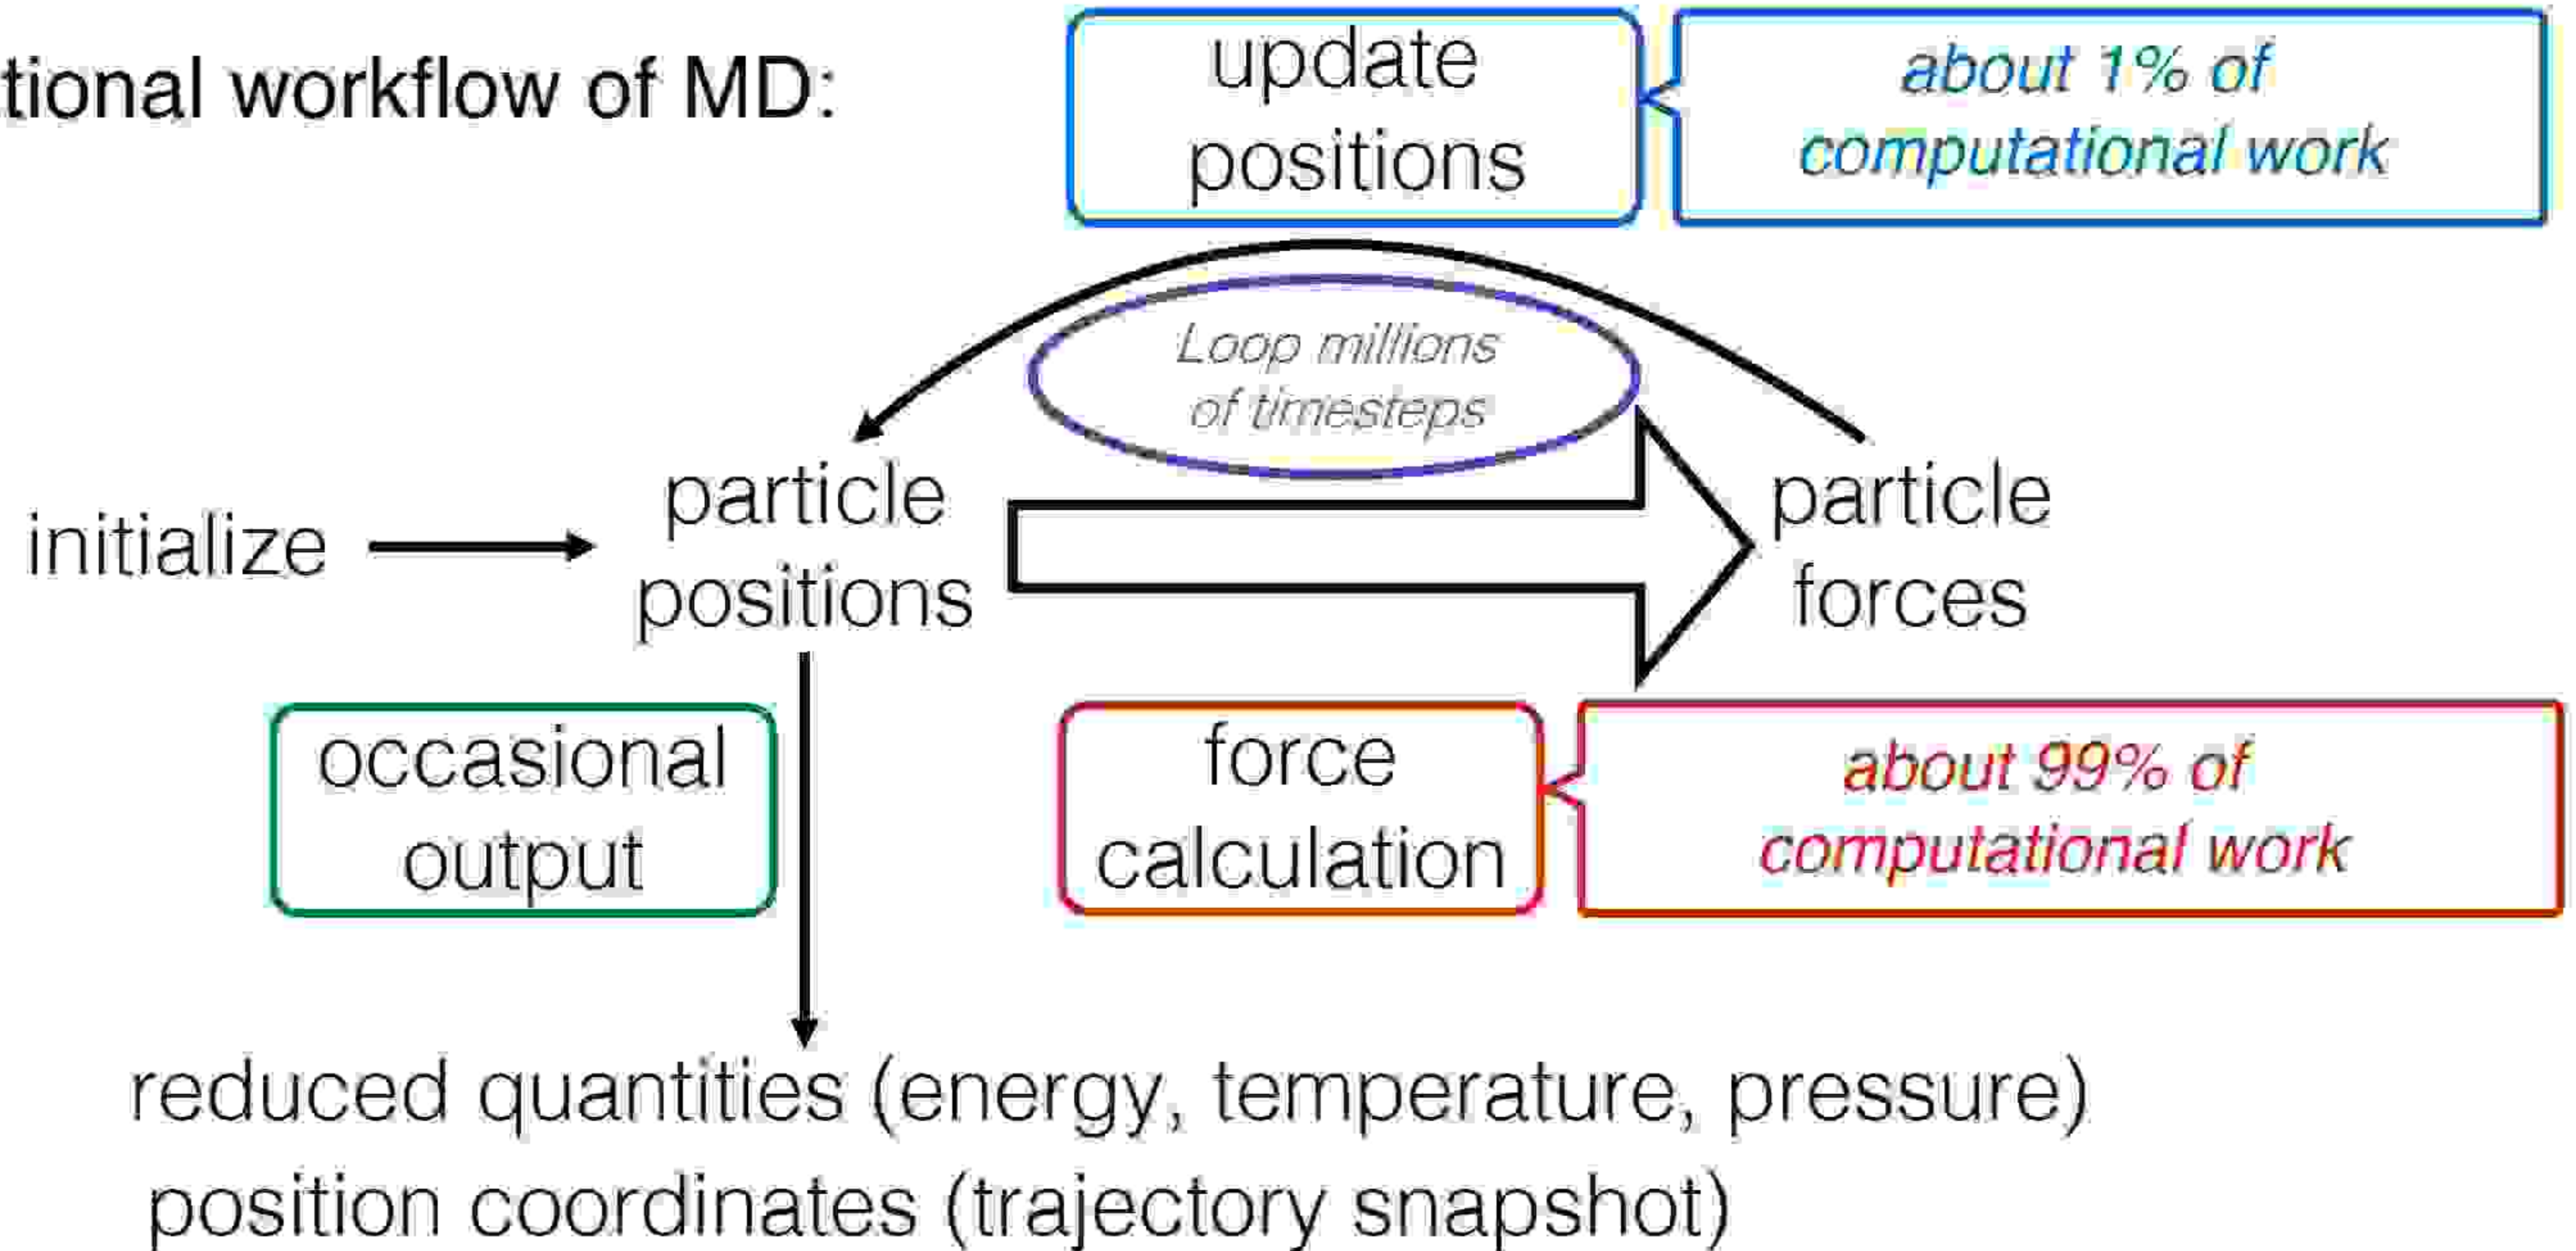 tional workflow of MD:
update
positions
about 1% of
computational work
Loop millions
of timesteps
initialize
particle
positions
particle
forces
occasional
output
force
calculation
about 99% of
computational work
reduced quantities (energy, temperature, pressure)
position coordinates (trajectory snapshot)